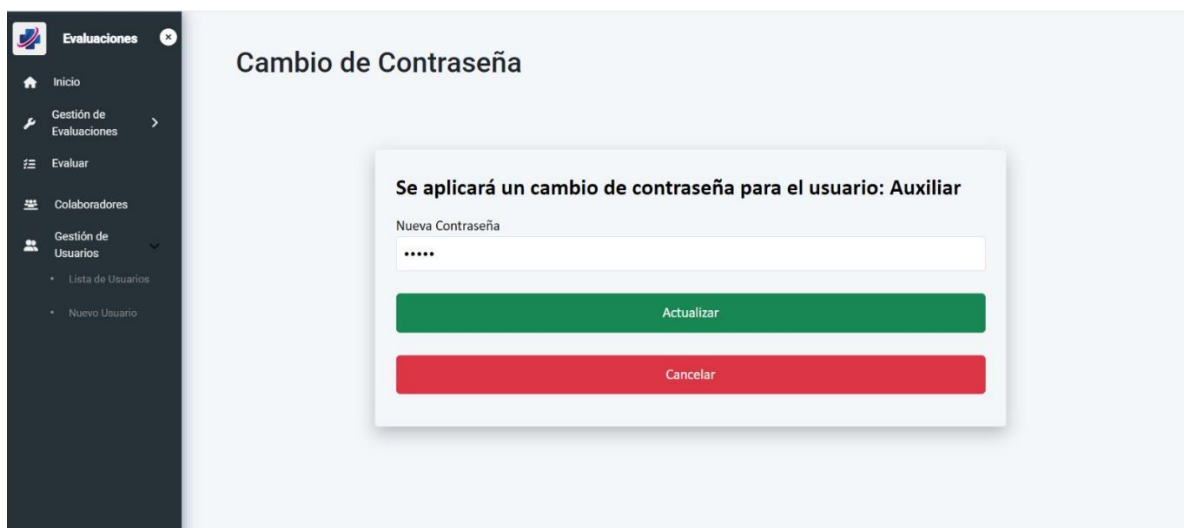 Evaluaciones
Inicio
Gestión de
Evaluaciones
Evaluar
Colaboradores
Gestión de
Usuarios
Lista de Usuarios
Nuevo Usuario
Cambio de Contraseña
Se aplicará un cambio de contraseña para el usuario: Auxiliar
Nueva Contraseña
•••••
Actualizar
Cancelar